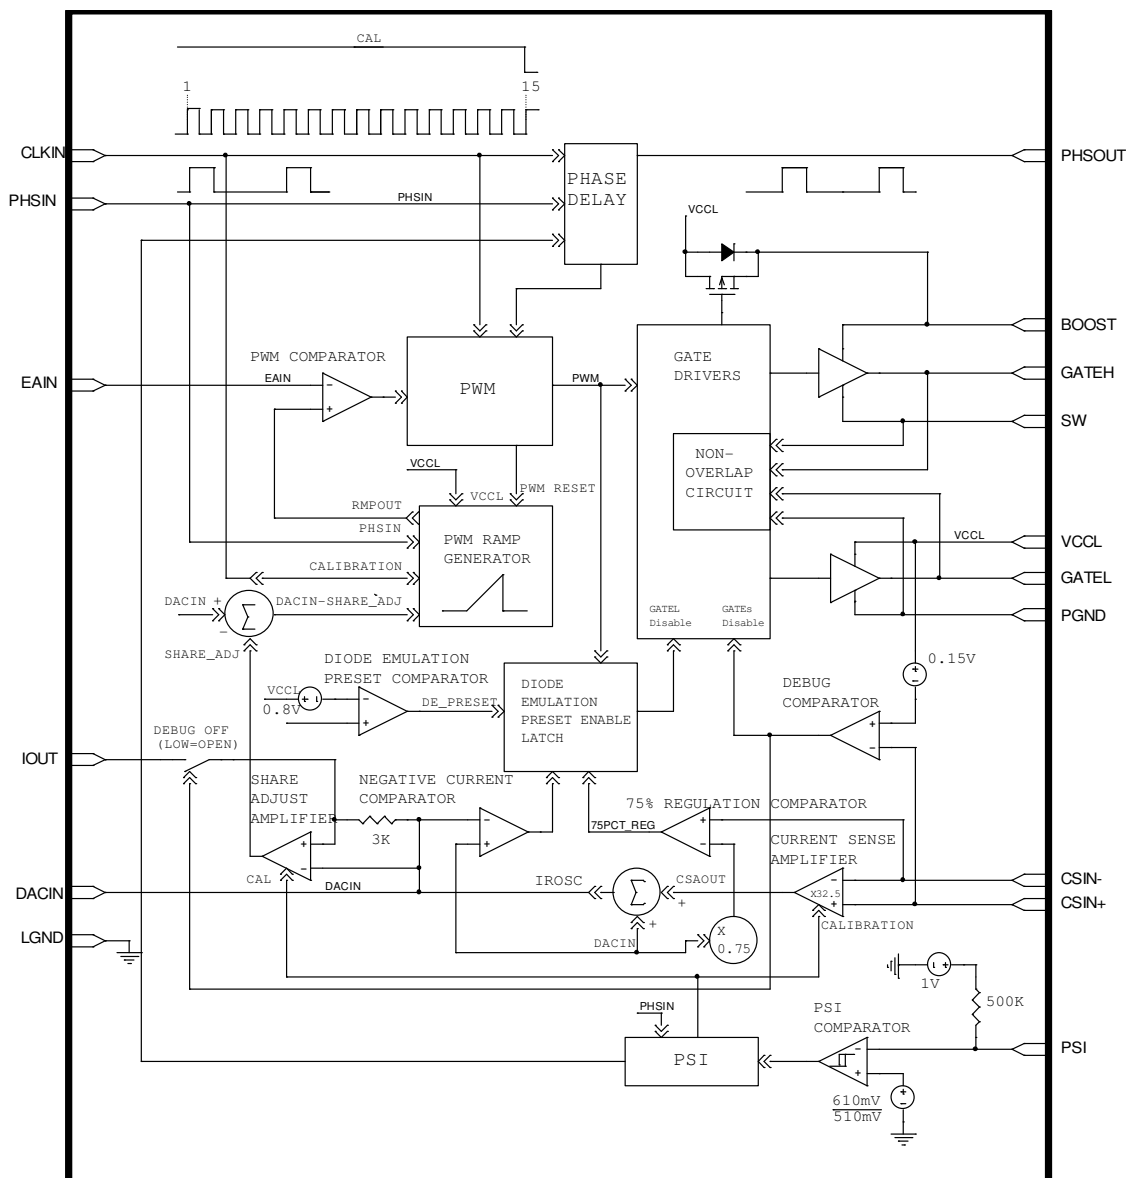 CAL
1
15
CLKIN
PHASE
DELAY
PHSOUT
PHSIN
PHSIN
VCCL
BOOST
PWM COMPARATOR
EAIN
EAIN
-
+
PWM
PWM
GATE
DRIVERS
GATEH
SW
NON-
OVERLAP
CIRCUIT
VCCL
VCCL
PWM RESET
RMPOUT
PHSIN
PWM RAMP
GENERATOR
CALIBRATION
VCCL
VCCL
GATEL
PGND
DACIN +
-
Σ
DACIN-SHARE_ADJ
SHARE_ADJ
GATEL
Disable
GATEs
Disable
DIODE EMULATION
PRESET COMPARATOR
VCCL
+ -
0.8V
-
+
DE_PRESET
DIODE
EMULATION
PRESET ENABLE
LATCH
DEBUG
COMPARATOR
+
-
0.15V
+
-
IOUT
DEBUG OFF
(LOW=OPEN)
SHARE
ADJUST
AMPLIFIER
+
-
CAL
3K
NEGATIVE CURRENT
COMPARATOR
-
+
75% REGULATION COMPARATOR
75PCT_REG
+
-
CURRENT SENSE
AMPLIFIER
-
X32.5
+
CALIBRATION
DACIN
DACIN
IROSC
Σ
CSAOUT
+
+
DACIN
X
0.75
CSIN-
CSIN+
LGND
1V
- +
500K
PHSIN
PSI
PSI
COMPARATOR
-
+
PSI
610mV
510mV
+
-